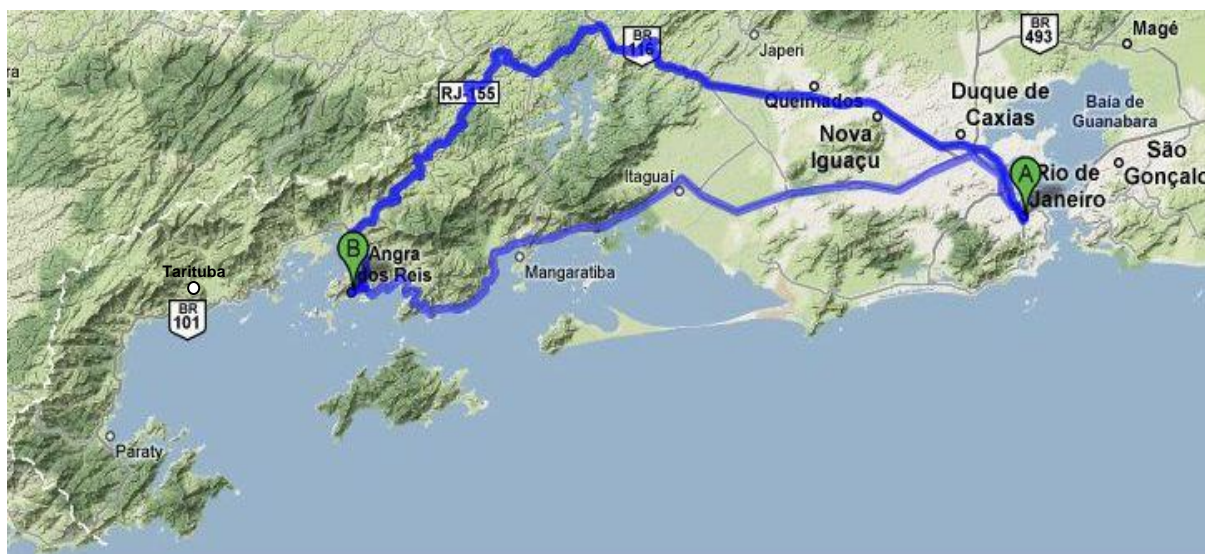 BR
493
Magé
Japeri
BR
116
ra
RJ-155
Queimados
Duque de
Caxias
Baía de
Guanabara
Nova
Iguaçu
São
Gonçalo
A
Rio de
Janeiro
Itaguaí
B
Angra
dos Reis
Mangaratiba
Tarituba
BR
101
Paraty